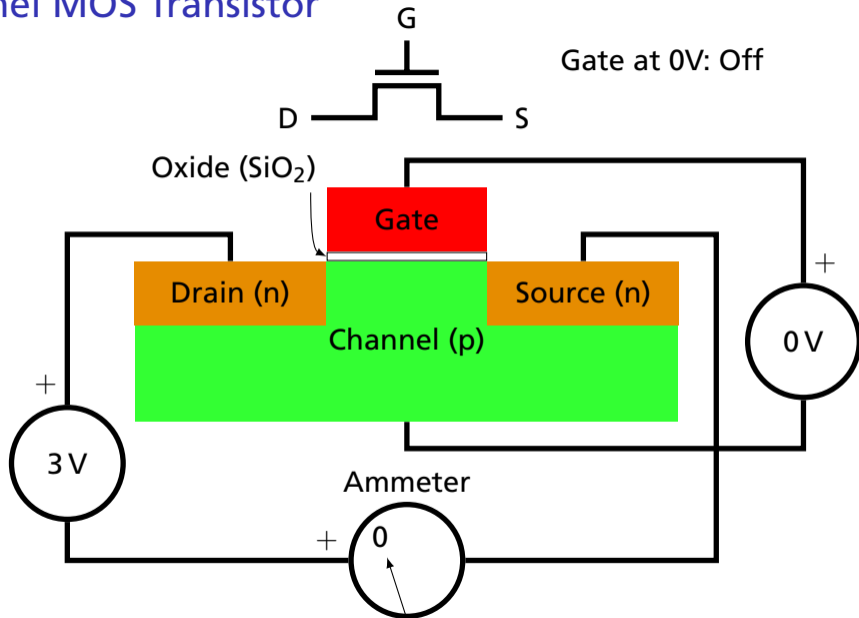 nel MOS Transistor
G
Gate at 0V: Off
D
S
Oxide (SiO₂)
Gate
+
Drain (n)
Source (n)
Channel (p)
0 V
+
3 V
Ammeter
+
0